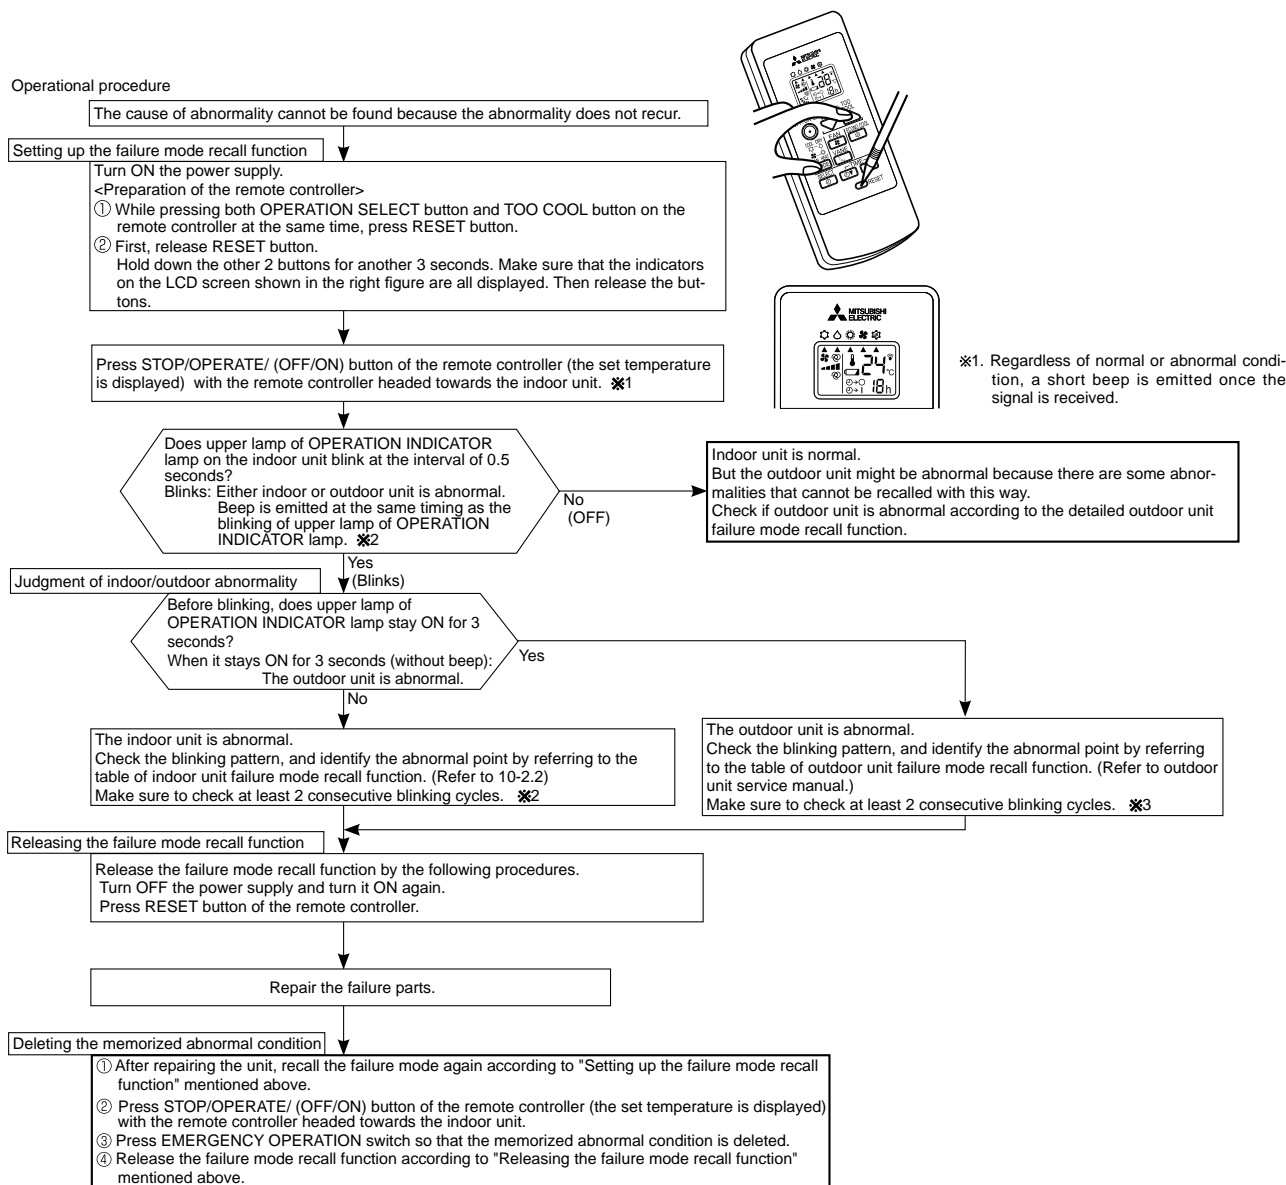 Operational procedure
The cause of abnormality cannot be found because the abnormality does not recur.
Setting up the failure mode recall function
Turn ON the power supply.
<Preparation of the remote controller>
① While pressing both OPERATION SELECT button and TOO COOL button on the
remote controller at the same time, press RESET button.
② First, release RESET button.
Hold down the other 2 buttons for another 3 seconds. Make sure that the indicators
on the LCD screen shown in the right figure are all displayed. Then release the but-
tons.
MITSUBISHI
ELECTRIC
TOO
COOL
FAN
VANE
RESET
MITSUBISHI
ELECTRIC
24°C
18h
Press STOP/OPERATE/ (OFF/ON) button of the remote controller (the set temperature
is displayed) with the remote controller headed towards the indoor unit. ※1
※1. Regardless of normal or abnormal condi-
tion, a short beep is emitted once the
signal is received.
Does upper lamp of OPERATION INDICATOR
lamp on the indoor unit blink at the interval of 0.5
seconds?
Blinks: Either indoor or outdoor unit is abnormal.
Beep is emitted at the same timing as the
blinking of upper lamp of OPERATION
INDICATOR lamp. ※2
No
(OFF)
Indoor unit is normal.
But the outdoor unit might be abnormal because there are some abnor-
malities that cannot be recalled with this way.
Check if outdoor unit is abnormal according to the detailed outdoor unit
failure mode recall function.
Yes
(Blinks)
Judgment of indoor/outdoor abnormality
Before blinking, does upper lamp of
OPERATION INDICATOR lamp stay ON for 3
seconds?
When it stays ON for 3 seconds (without beep):
The outdoor unit is abnormal.
Yes
No
The indoor unit is abnormal.
Check the blinking pattern, and identify the abnormal point by referring to the
table of indoor unit failure mode recall function. (Refer to 10-2.2)
Make sure to check at least 2 consecutive blinking cycles. ※2
The outdoor unit is abnormal.
Check the blinking pattern, and identify the abnormal point by referring
to the table of outdoor unit failure mode recall function. (Refer to outdoor
unit service manual.)
Make sure to check at least 2 consecutive blinking cycles. ※3
Releasing the failure mode recall function
Release the failure mode recall function by the following procedures.
Turn OFF the power supply and turn it ON again.
Press RESET button of the remote controller.
Repair the failure parts.
Deleting the memorized abnormal condition
① After repairing the unit, recall the failure mode again according to "Setting up the failure mode recall
function" mentioned above.
② Press STOP/OPERATE/ (OFF/ON) button of the remote controller (the set temperature is displayed)
with the remote controller headed towards the indoor unit.
③ Press EMERGENCY OPERATION switch so that the memorized abnormal condition is deleted.
④ Release the failure mode recall function according to "Releasing the failure mode recall function"
mentioned above.